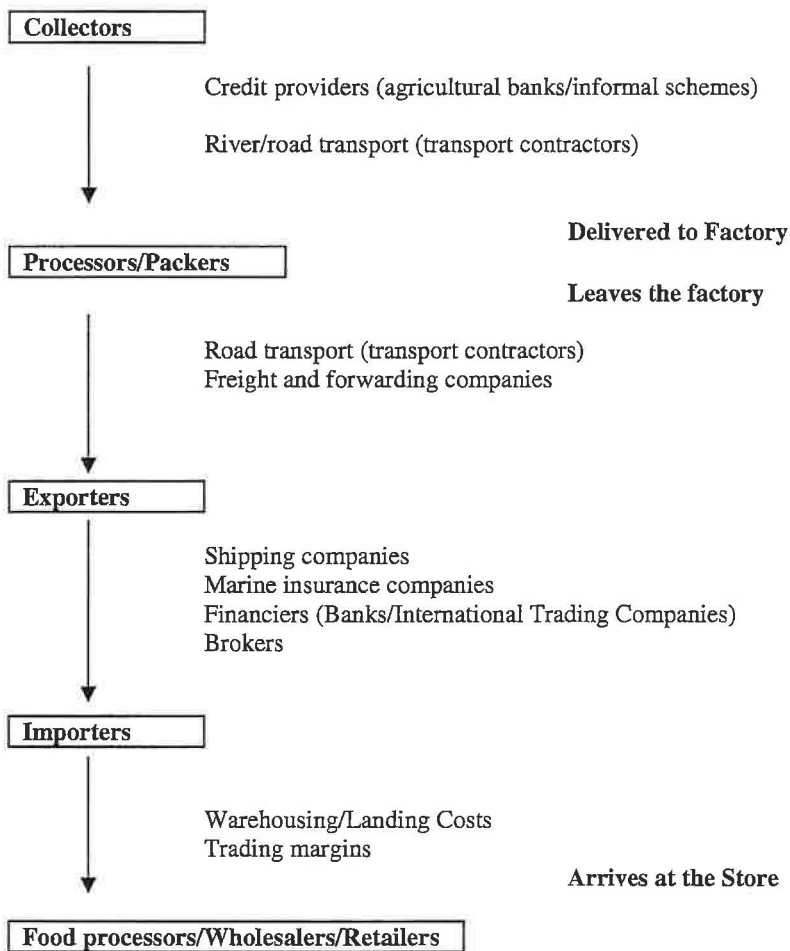 Collectors
Credit providers (agricultural banks/informal schemes)
River/road transport (transport contractors)
Delivered to Factory
Processors/Packers
Leaves the factory
Road transport (transport contractors)
Freight and forwarding companies
Exporters
Shipping companies
Marine insurance companies
Financiers (Banks/International Trading Companies)
Brokers
Importers
Warehousing/Landing Costs
Trading margins
Arrives at the Store
Food processors/Wholesalers/Retailers